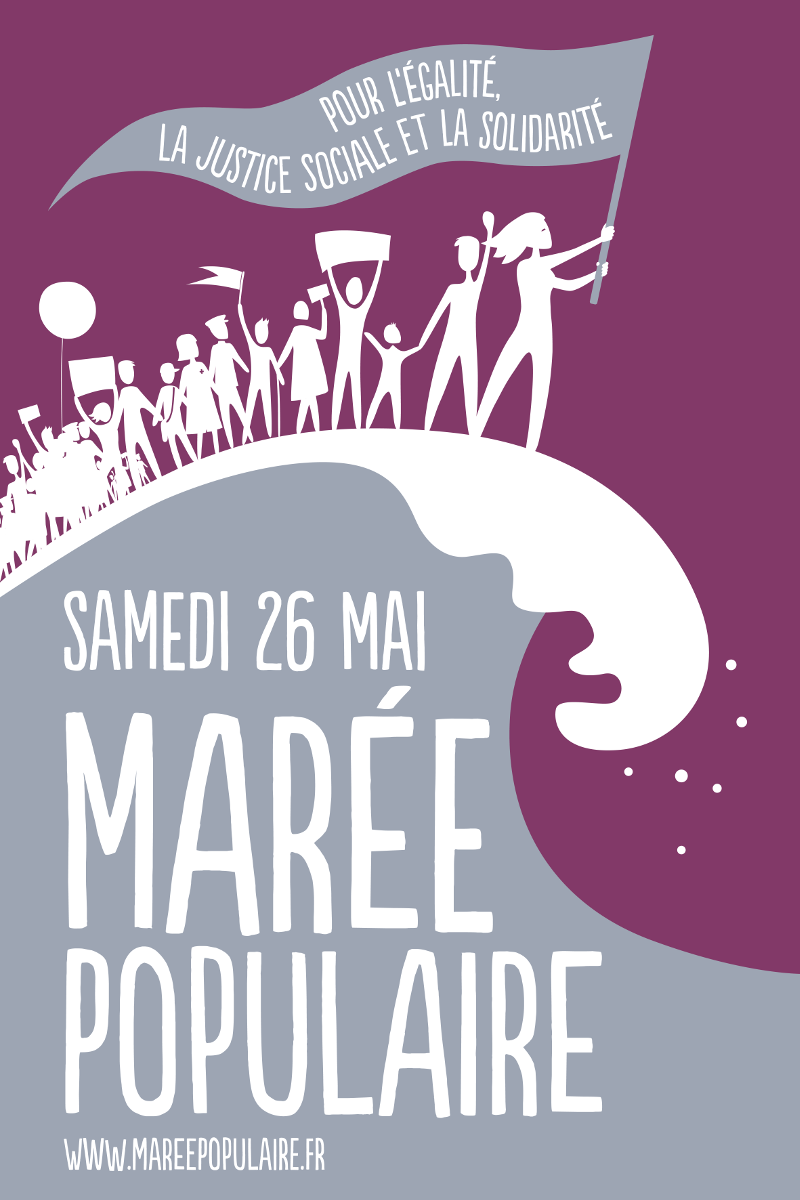 POUR L'ÉGALITÉ,
LA JUSTICE SOCIALE ET LA SOLIDARITÉ
SAMEDI 26 MAI
MARÉE
POPULAIRE
WWW.MAREEPOPULAIRE.FR